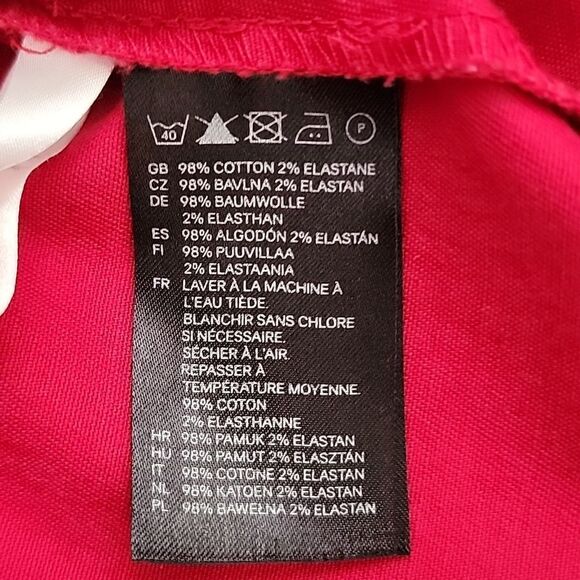 40 P
GB 98% COTTON 2% ELASTANE
CZ 98% BAVLNA 2% ELASTAN
DE 98% BAUMWOLLE
2% ELASTHAN
ES 98% ALGODÓN 2% ELASTÁN
FI 98% PUUVILLAA
2% ELASTAANIA
FR LAVER À LA MACHINE À
L'EAU TIÈDE.
BLANCHIR SANS CHLORE
SI NÉCESSAIRE.
SÉCHER À L'AIR.
REPASSER À
TEMPÉRATURE MOYENNE.
98% COTON
2% ELASTHANNE
HR 98% PAMUK 2% ELASTAN
HU 98% PAMUT 2% ELASZTÁN
IT 98% COTONE 2% ELASTAN
NL 98% KATOEN 2% ELASTAN
PL 98% BAWEŁNA 2% ELASTAN